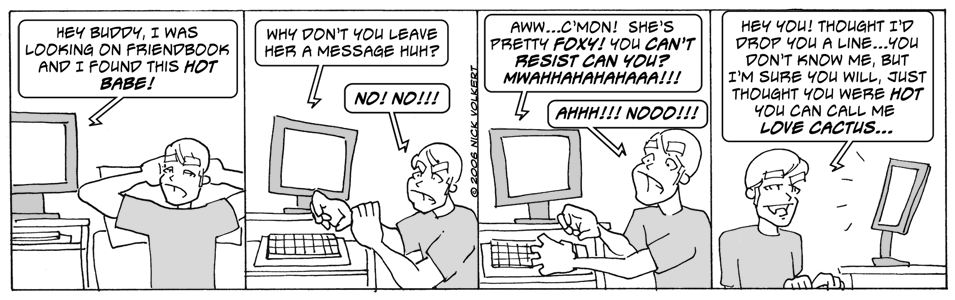 HEY BUDDY, I WAS
LOOKING ON FRIENDBOOK
AND I FOUND THIS HOT
BABE!
WHY DON'T YOU LEAVE
HER A MESSAGE HUH?
NO! NO!!!
© 2006 NICK VOLKERT
AWW...C'MON! SHE'S
PRETTY FOXY! YOU CAN'T
RESIST CAN YOU?
MWAHHAHAHAHAAA!!!
AHHH!!! NOOO!!!
HEY YOU! THOUGHT I'D
DROP YOU A LINE...YOU
DON'T KNOW ME, BUT
I'M SURE YOU WILL, JUST
THOUGHT YOU WERE HOT
YOU CAN CALL ME
LOVE CACTUS...